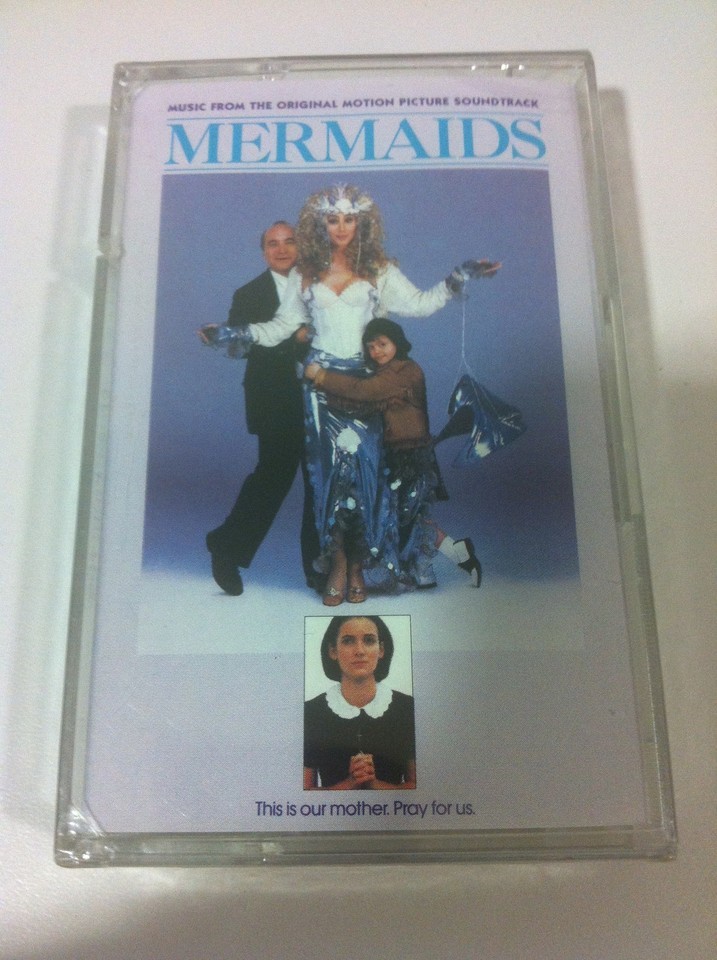 MUSIC FROM THE ORIGINAL MOTION PICTURE SOUNDTRACK
MERMAIDS
This is our mother. Pray for us.